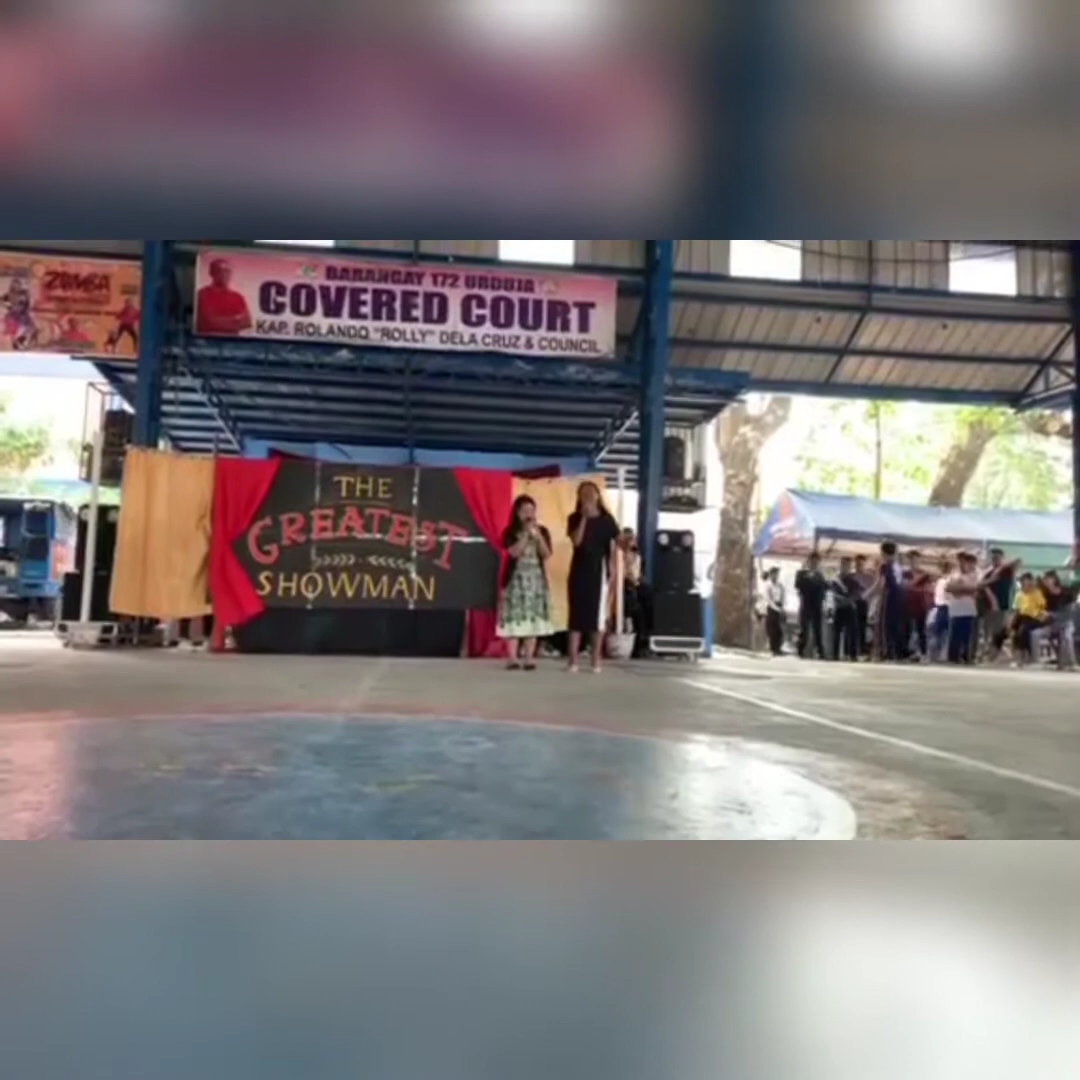 ZUMBA
BARANGAY 172 URDUJA
COVERED COURT
KAP. ROLANDO "ROLLY" DELA CRUZ & COUNCIL
THE
GREATEST
SHOWMAN